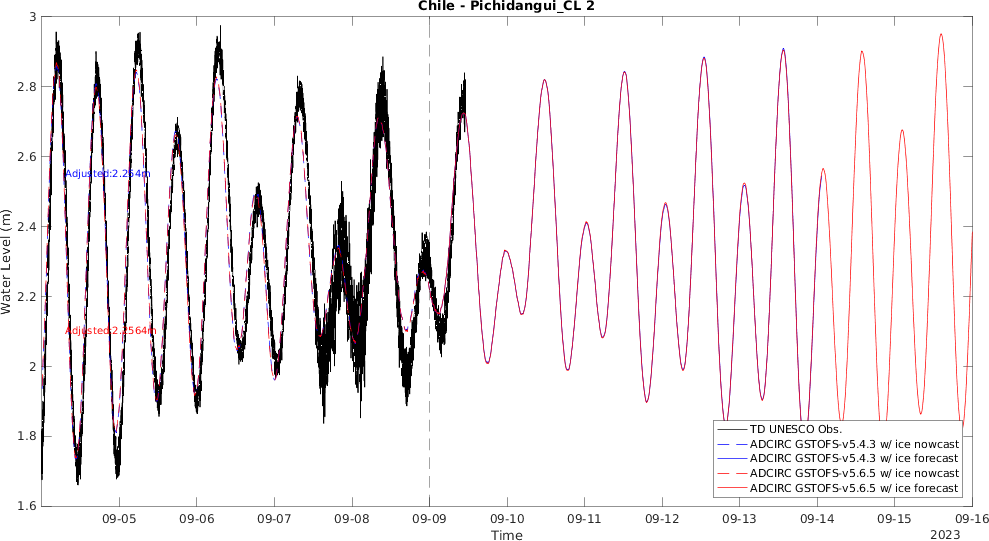 Chile - Pichidangui_CL 2
Water Level (m)
3
2.8
2.6
2.4
2.2
2
1.8
1.6
Adjusted:2.254m
Adjusted:2.2564m
TD UNESCO Obs.
ADCIRC GSTOFS-v5.4.3 w/ ice nowcast
ADCIRC GSTOFS-v5.4.3 w/ ice forecast
ADCIRC GSTOFS-v5.6.5 w/ ice nowcast
ADCIRC GSTOFS-v5.6.5 w/ ice forecast
09-05 09-06 09-07 09-08 09-09 09-10 09-11 09-12 09-13 09-14 09-15 09-16
Time
2023